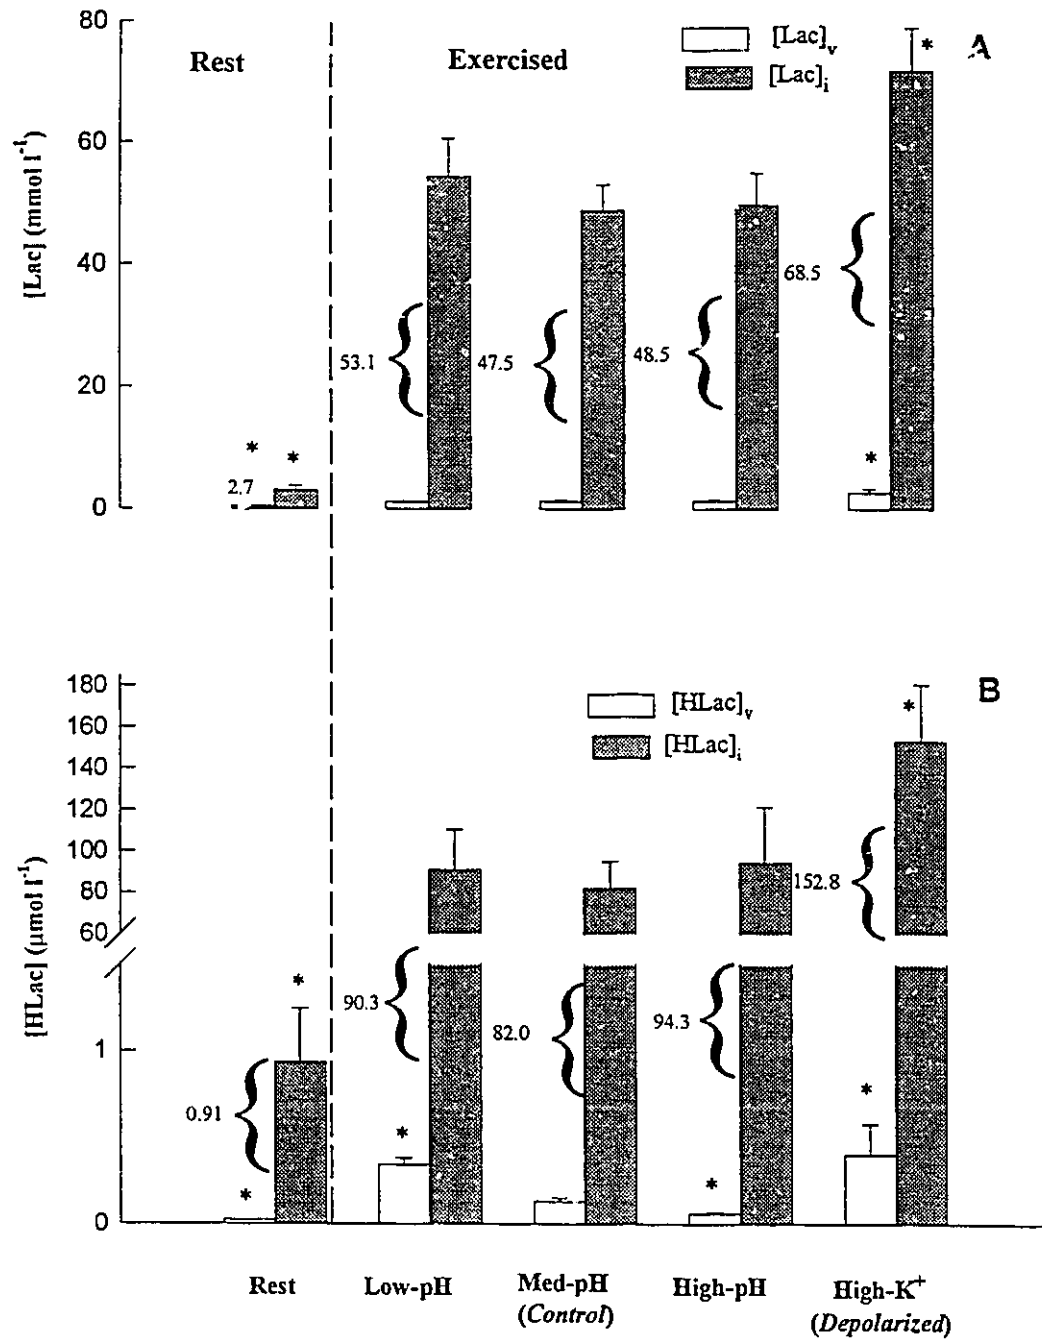 80
60
40
20
0
[Lac] (mmol l⁻¹)
Rest
Exercised
[Lac]v
[Lac]i
A
*
*
2.7
53.1
47.5
48.5
68.5
*
*
180
160
140
120
100
80
60
1
0
[HLac] (μmol l⁻¹)
[HLac]v
[HLac]i
B
*
*
0.91
90.3
*
82.0
94.3
*
152.8
*
*
Rest
Low-pH
Med-pH
(Control)
High-pH
High-K⁺
(Depolarized)